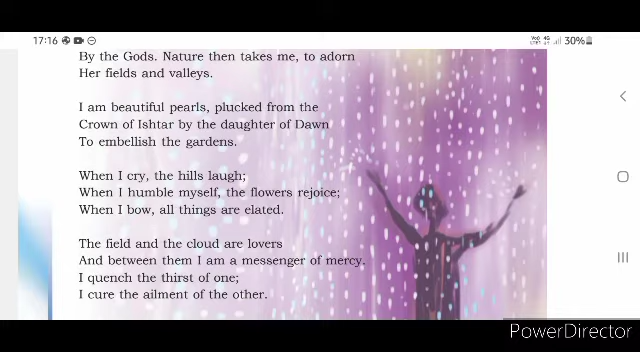 17:16
Vo) 4G
LTE1 30%
By the Gods. Nature then takes me, to adorn
Her fields and valleys.
I am beautiful pearls, plucked from the
Crown of Ishtar by the daughter of Dawn
To embellish the gardens.
When I cry, the hills laugh;
When I humble myself, the flowers rejoice;
When I bow, all things are elated.
The field and the cloud are lovers
And between them I am a messenger of mercy.
I quench the thirst of one;
I cure the ailment of the other.
PowerDirector